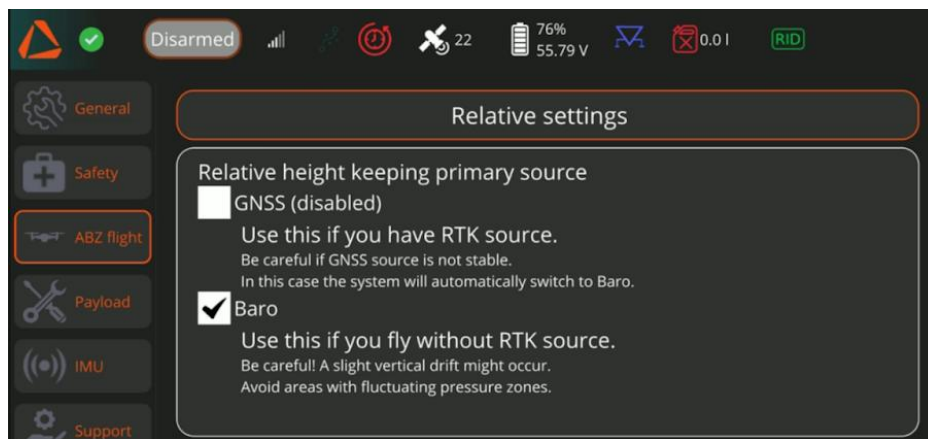 Disarmed
22
76%
55.79 V
0.0 l
RID
General
Safety
ABZ flight
Payload
IMU
Support
Relative settings
Relative height keeping primary source
GNSS (disabled)
Use this if you have RTK source.
Be careful if GNSS source is not stable.
In this case the system will automatically switch to Baro.
Baro
Use this if you fly without RTK source.
Be careful! A slight vertical drift might occur.
Avoid areas with fluctuating pressure zones.